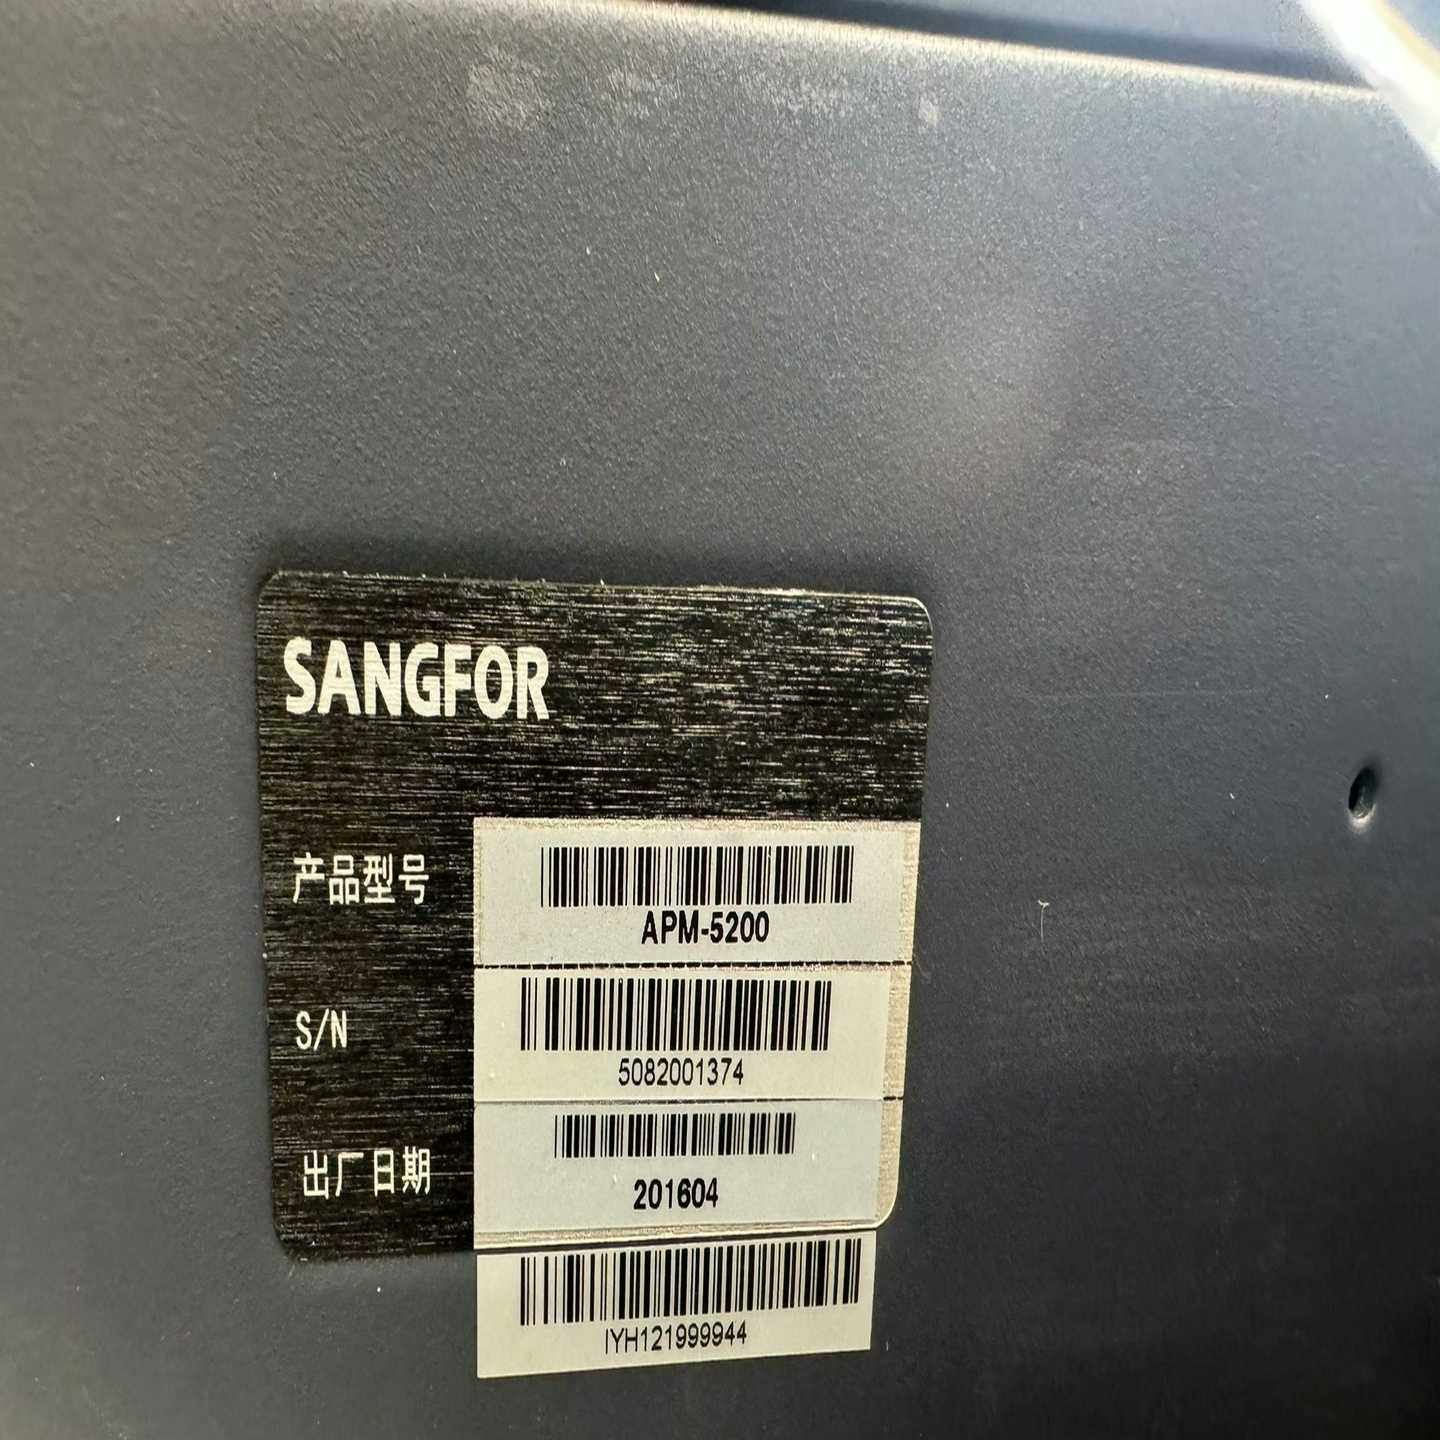 SANGFOR
产品型号
APM-5200
S/N
5082001374
出厂日期
201604
IYH121999944